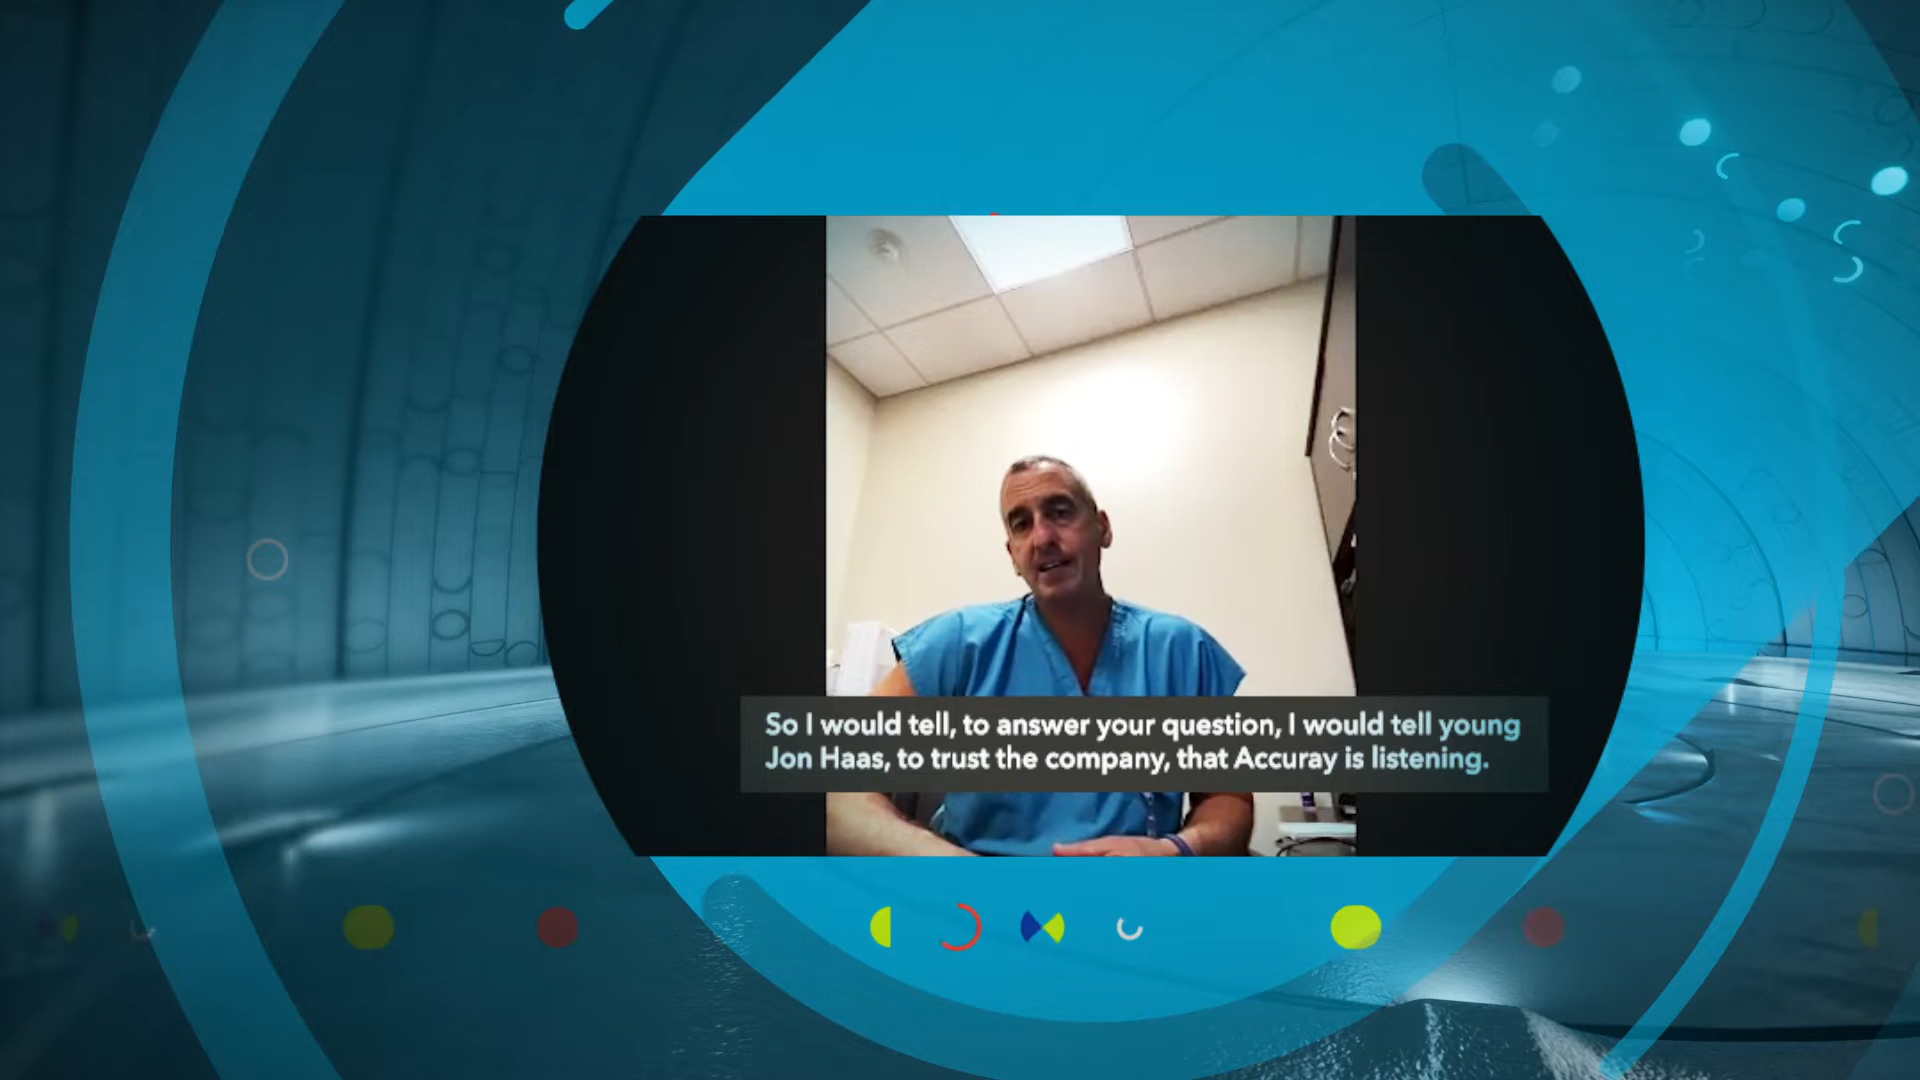 So I would tell, to answer your question, I would tell young
Jon Haas, to trust the company, that Accuray is listening.